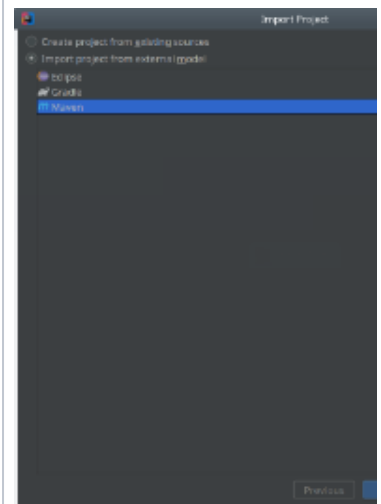 Import Project
Create project from existing sources
Import project from external model
Eclipse
Gradle
Maven
Previous